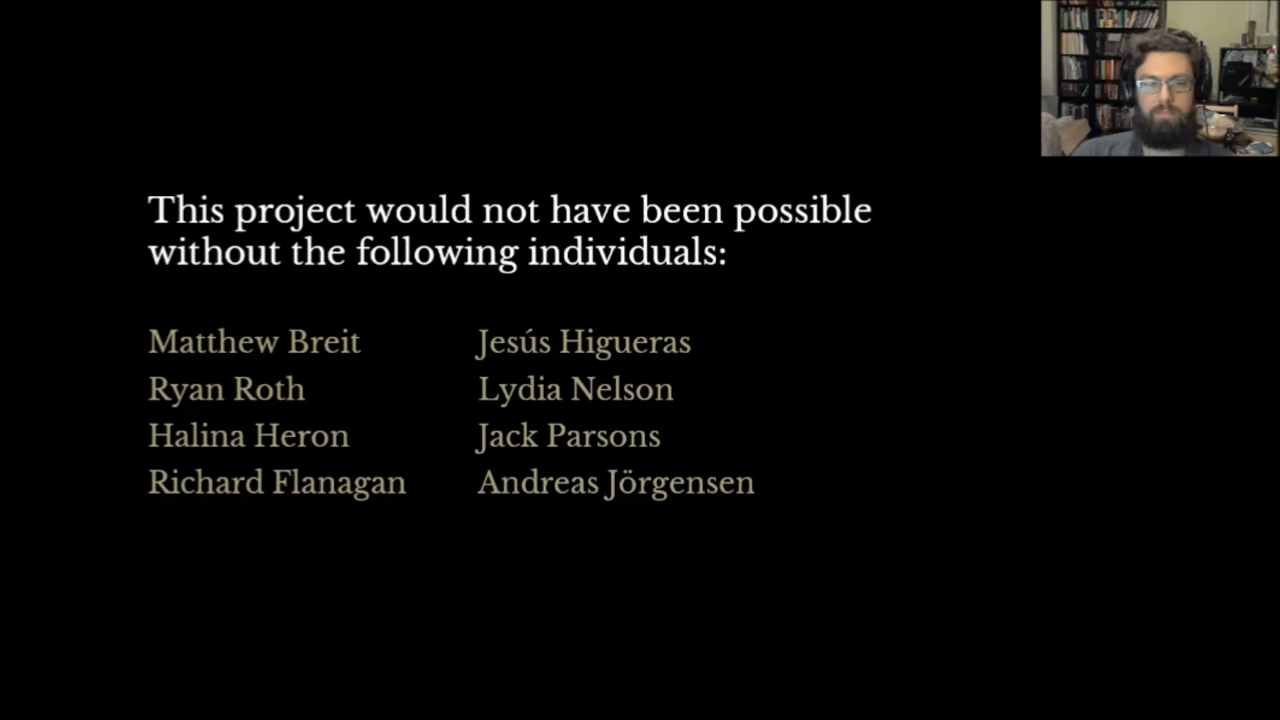 This project would not have been possible
without the following individuals:
Matthew Breit
Ryan Roth
Halina Heron
Richard Flanagan
Jesús Higueras
Lydia Nelson
Jack Parsons
Andreas Jörgensen